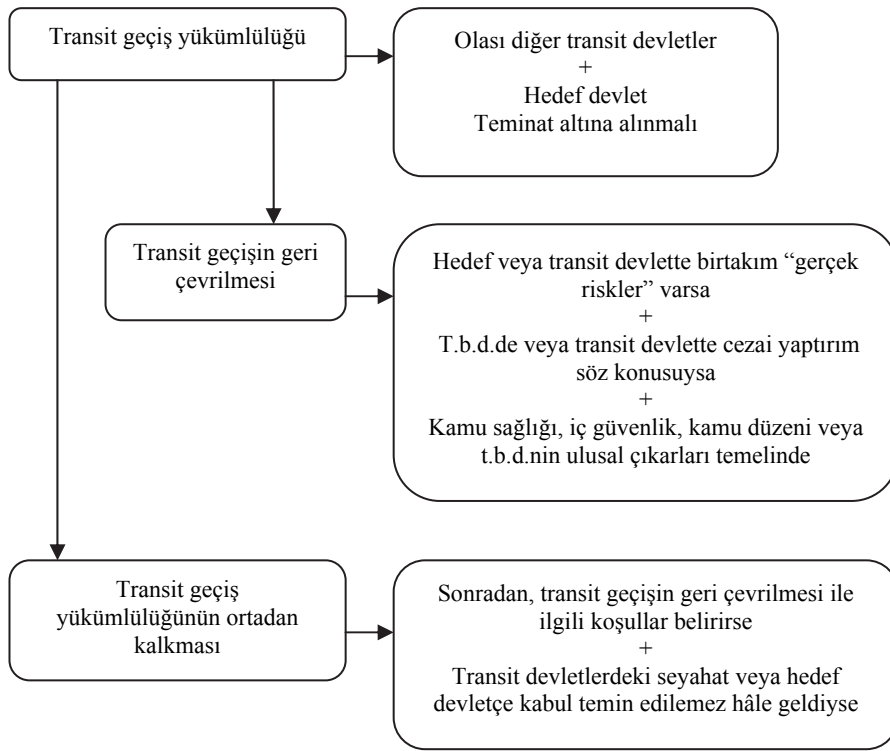 Transit geçiş yükümlülüğü
Olası diğer transit devletler
+
Hedef devlet
Teminat altına alınmalı
Transit geçişin geri
çevrilmesi
Hedef veya transit devlette birtakım “gerçek
riskler” varsa
+
T.b.d.de veya transit devlette cezai yaptırım
söz konusuysa
+
Kamu sağlığı, iç güvenlik, kamu düzeni veya
t.b.d.nin ulusal çıkarları temelinde
Transit geçiş
yükümlülüğünün ortadan
kalkması
Sonradan, transit geçişin geri çevrilmesi ile
ilgili koşullar belirirse
+
Transit devletlerdeki seyahat veya hedef
devletçe kabul temin edilemez hâle geldiyse